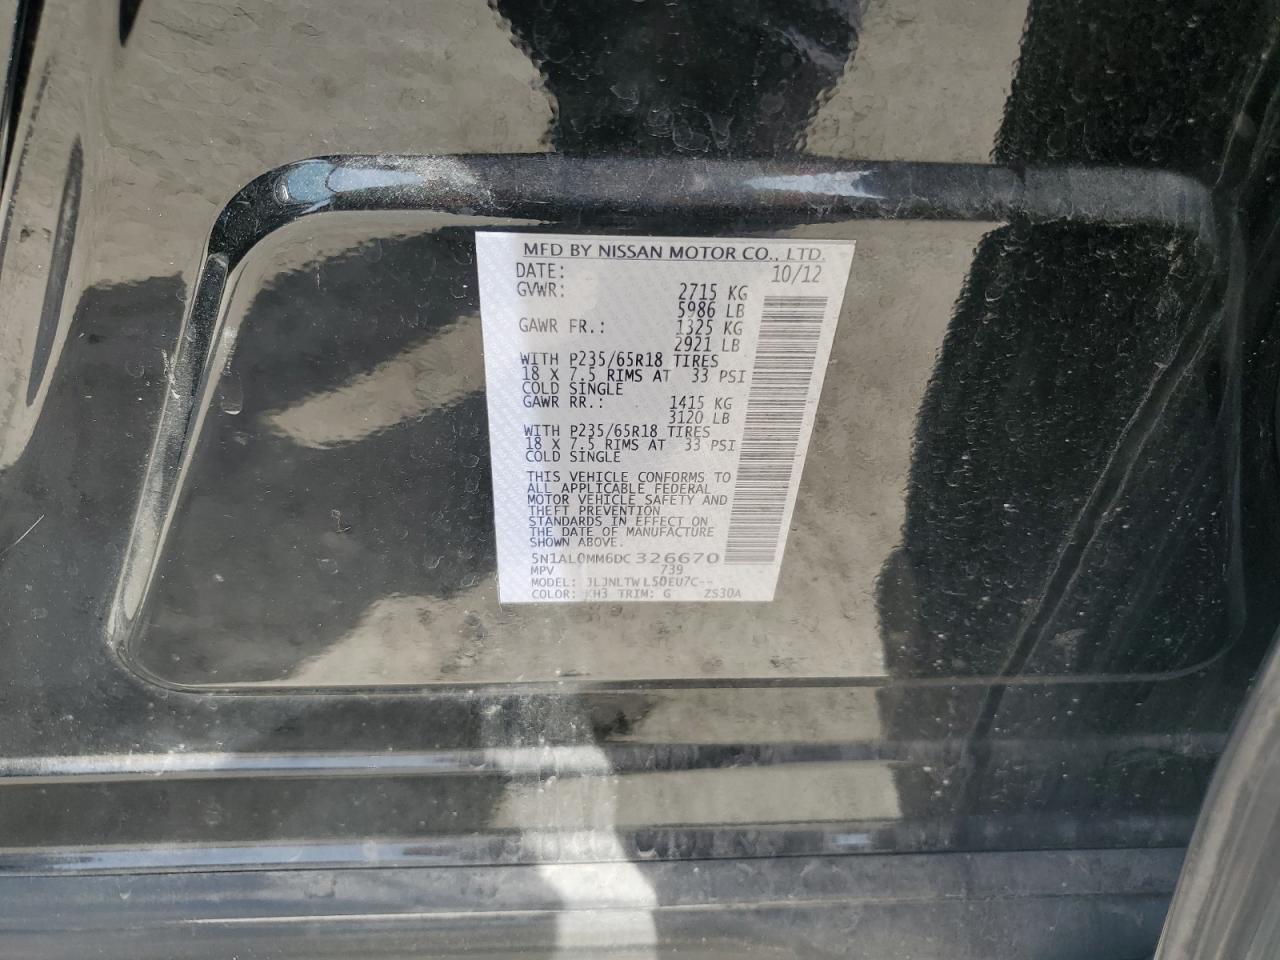 MFD BY NISSAN MOTOR CO., LTD.
DATE: 10/12
GVWR: 2715 KG
5986 LB
GAWR FR.: 1325 KG
2921 LB
WITH P235/65R18 TIRES
18 X 7.5 RIMS AT 33 PSI
COLD SINGLE
GAWR RR.: 1415 KG
3120 LB
WITH P235/65R18 TIRES
18 X 7.5 RIMS AT 33 PSI
COLD SINGLE
THIS VEHICLE CONFORMS TO
ALL APPLICABLE FEDERAL
MOTOR VEHICLE SAFETY AND
THEFT PREVENTION
STANDARDS IN EFFECT ON
THE DATE OF MANUFACTURE
SHOWN ABOVE.
5N1AL0MM6DC326670
MPV 739
MODEL: JLJNLTWL50EU7C--
COLOR: KH3 TRIM: G ZS30A